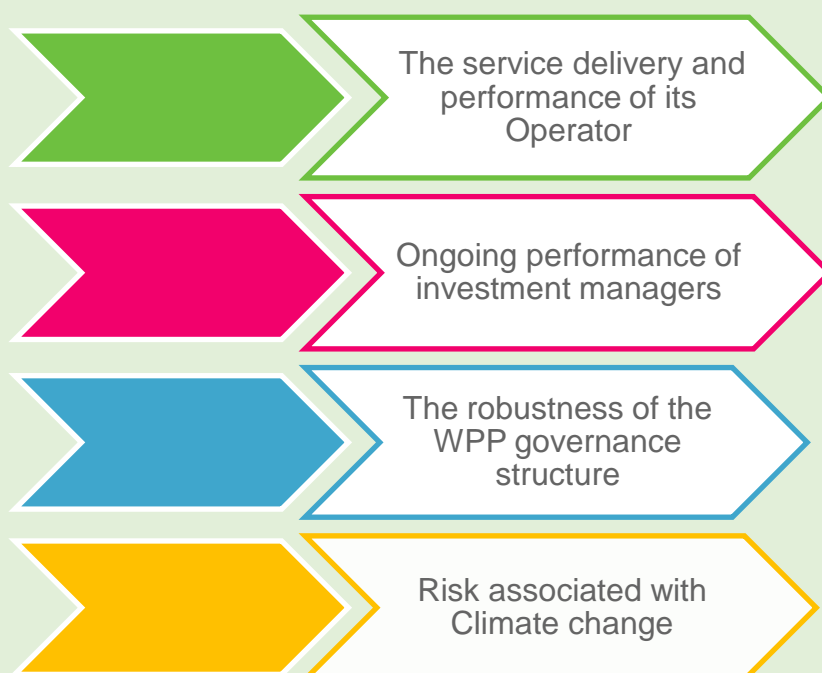 The service delivery and
performance of its
Operator
Ongoing performance of
investment managers
The robustness of the
WPP governance
structure
Risk associated with
Climate change